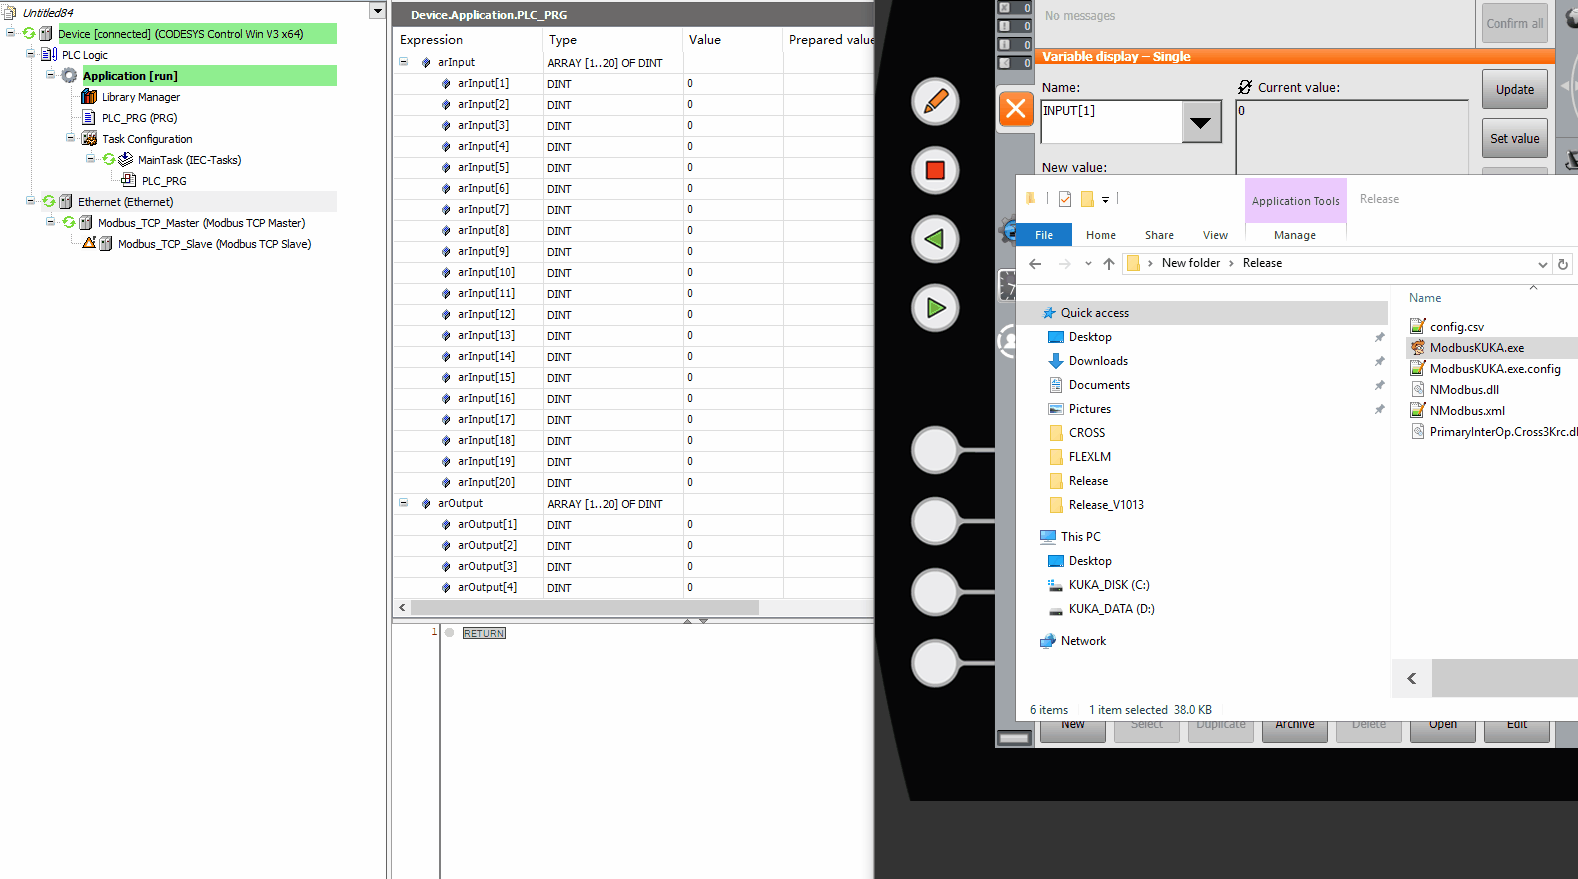 Untitled84
Device [connected] (CODESYS Control Win V3 x64)
PLC Logic
Application [run]
Library Manager
PLC_PRG (PRG)
Task Configuration
MainTask (IEC-Tasks)
PLC_PRG
Ethernet (Ethernet)
Modbus_TCP_Master (Modbus TCP Master)
Modbus_TCP_Slave (Modbus TCP Slave)
Device.Application.PLC_PRG
Expression Type Value Prepared value
arInput ARRAY [1..20] OF DINT
arInput[1] DINT 0
arInput[2] DINT 0
arInput[3] DINT 0
arInput[4] DINT 0
arInput[5] DINT 0
arInput[6] DINT 0
arInput[7] DINT 0
arInput[8] DINT 0
arInput[9] DINT 0
arInput[10] DINT 0
arInput[11] DINT 0
arInput[12] DINT 0
arInput[13] DINT 0
arInput[14] DINT 0
arInput[15] DINT 0
arInput[16] DINT 0
arInput[17] DINT 0
arInput[18] DINT 0
arInput[19] DINT 0
arInput[20] DINT 0
arOutput ARRAY [1..20] OF DINT
arOutput[1] DINT 0
arOutput[2] DINT 0
arOutput[3] DINT 0
arOutput[4] DINT 0
1 RETURN
0
0
0
0
No messages
Confirm all
Variable display – Single
Name:
Current value:
Update
INPUT[1]
0
Set value
New value:
Application Tools
Release
File Home Share View Manage
New folder Release
Quick access
Desktop
Downloads
Documents
Pictures
CROSS
FLEXLM
Release
Release_V1013
This PC
Desktop
KUKA_DISK (C:)
KUKA_DATA (D:)
Network
Name
config.csv
ModbusKUKA.exe
ModbusKUKA.exe.config
NModbus.dll
NModbus.xml
PrimaryInterOp.Cross3Krc.dl
6 items 1 item selected 38.0 KB
New Select Duplicate Archive Delete Open Edit